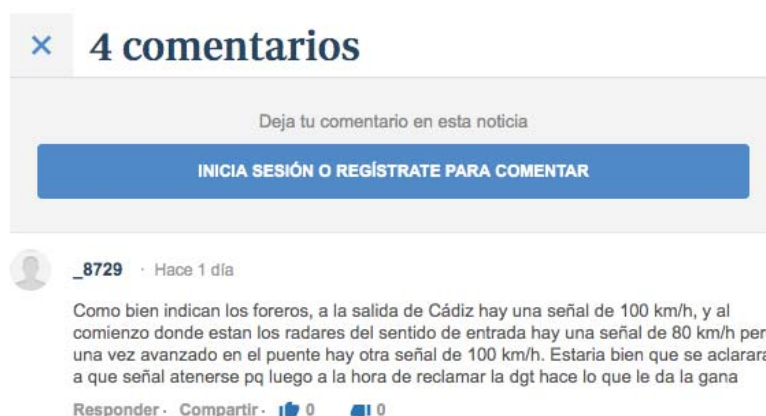 × 4 comentarios
Deja tu comentario en esta noticia
INICIA SESIÓN O REGÍSTRATE PARA COMENTAR
_8729 · Hace 1 día
Como bien indican los foreros, a la salida de Cádiz hay una señal de 100 km/h, y al
comienzo donde estan los radares del sentido de entrada hay una señal de 80 km/h per
una vez avanzado en el puente hay otra señal de 100 km/h. Estaria bien que se aclarara
a que señal atenerse pq luego a la hora de reclamar la dgt hace lo que le da la gana
Responder · Compartir · 0 0